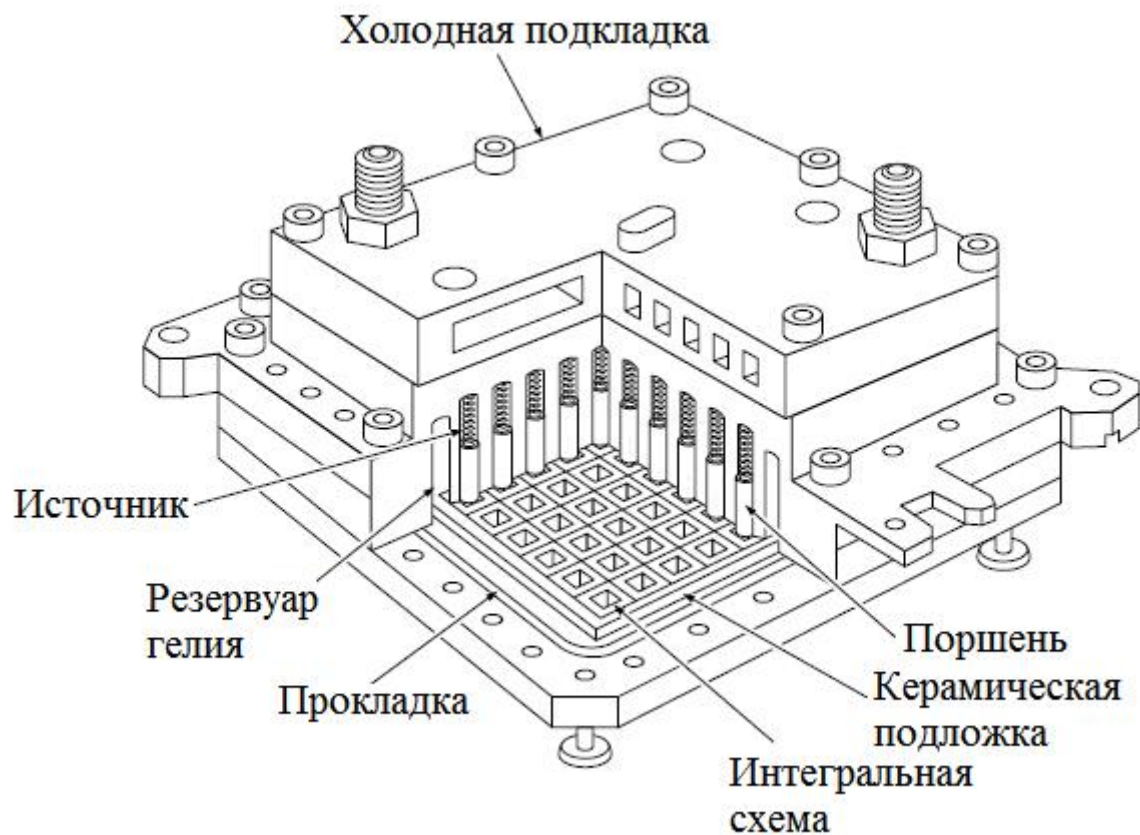 Холодная подкладка
Источник
Резервуар
гелия
Прокладка
Поршень
Керамическая
подложка
Интегральная
схема